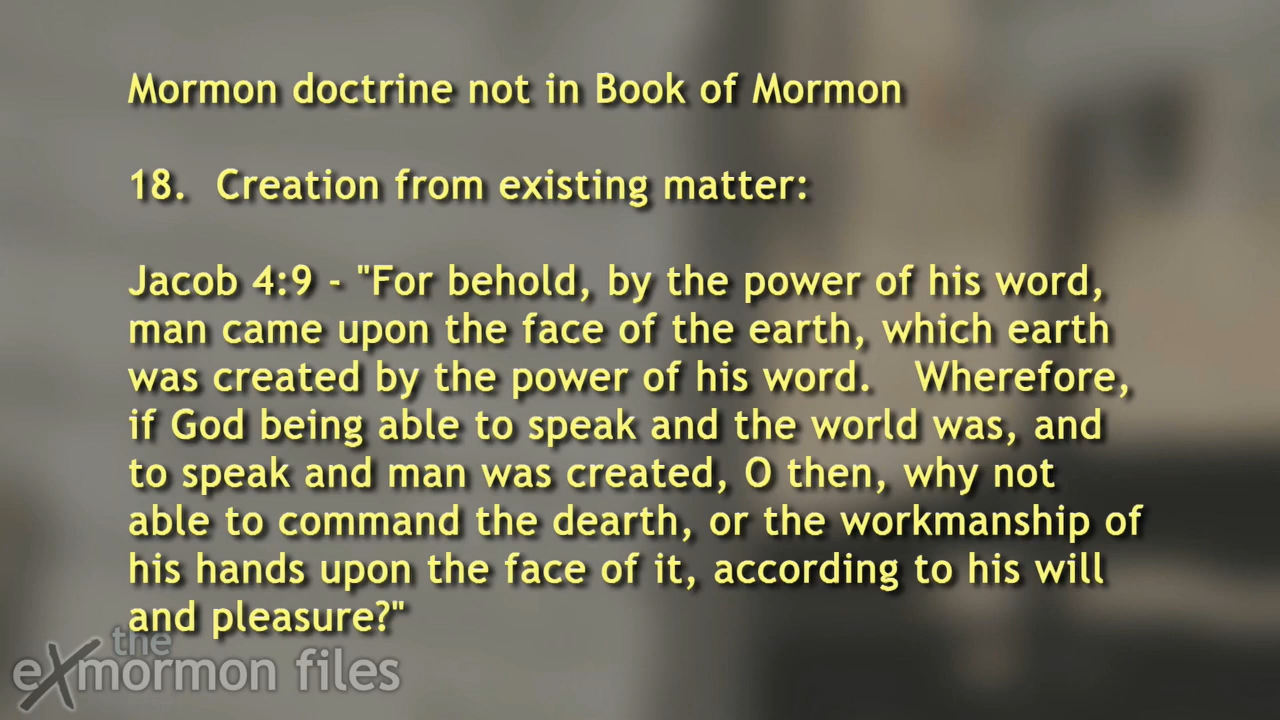 Mormon doctrine not in Book of Mormon
18. Creation from existing matter:
Jacob 4:9 - "For behold, by the power of his word,
man came upon the face of the earth, which earth
was created by the power of his word. Wherefore,
if God being able to speak and the world was, and
to speak and man was created, O then, why not
able to command the dearth, or the workmanship of
his hands upon the face of it, according to his will
and pleasure?"
the
exmormon files